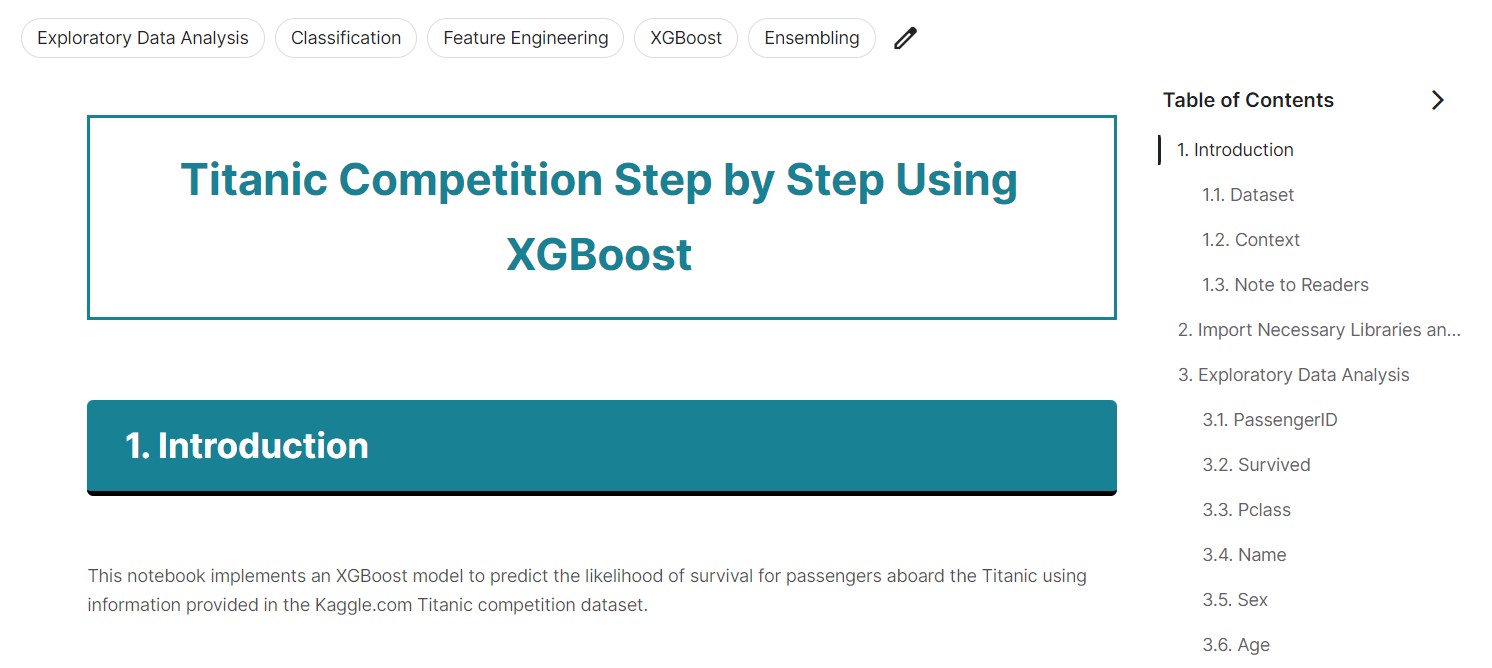 Exploratory Data Analysis
Classification
Feature Engineering
XGBoost
Ensembling
Titanic Competition Step by Step Using
XGBoost
1. Introduction
This notebook implements an XGBoost model to predict the likelihood of survival for passengers aboard the Titanic using
information provided in the Kaggle.com Titanic competition dataset.
Table of Contents
1. Introduction
1.1. Dataset
1.2. Context
1.3. Note to Readers
2. Import Necessary Libraries an...
3. Exploratory Data Analysis
3.1. PassengerID
3.2. Survived
3.3. Pclass
3.4. Name
3.5. Sex
3.6. Age